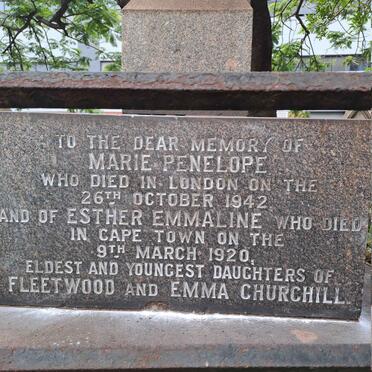 TO THE DEAR MEMORY OF
MARIE PENELOPE
WHO DIED IN LONDON ON THE
26TH OCTOBER 1942
AND OF ESTHER EMMALINE WHO DIED
IN CAPE TOWN ON THE
9TH MARCH 1920,
ELDEST AND YOUNGEST DAUGHTERS OF
FLEETWOOD AND EMMA CHURCHILL.